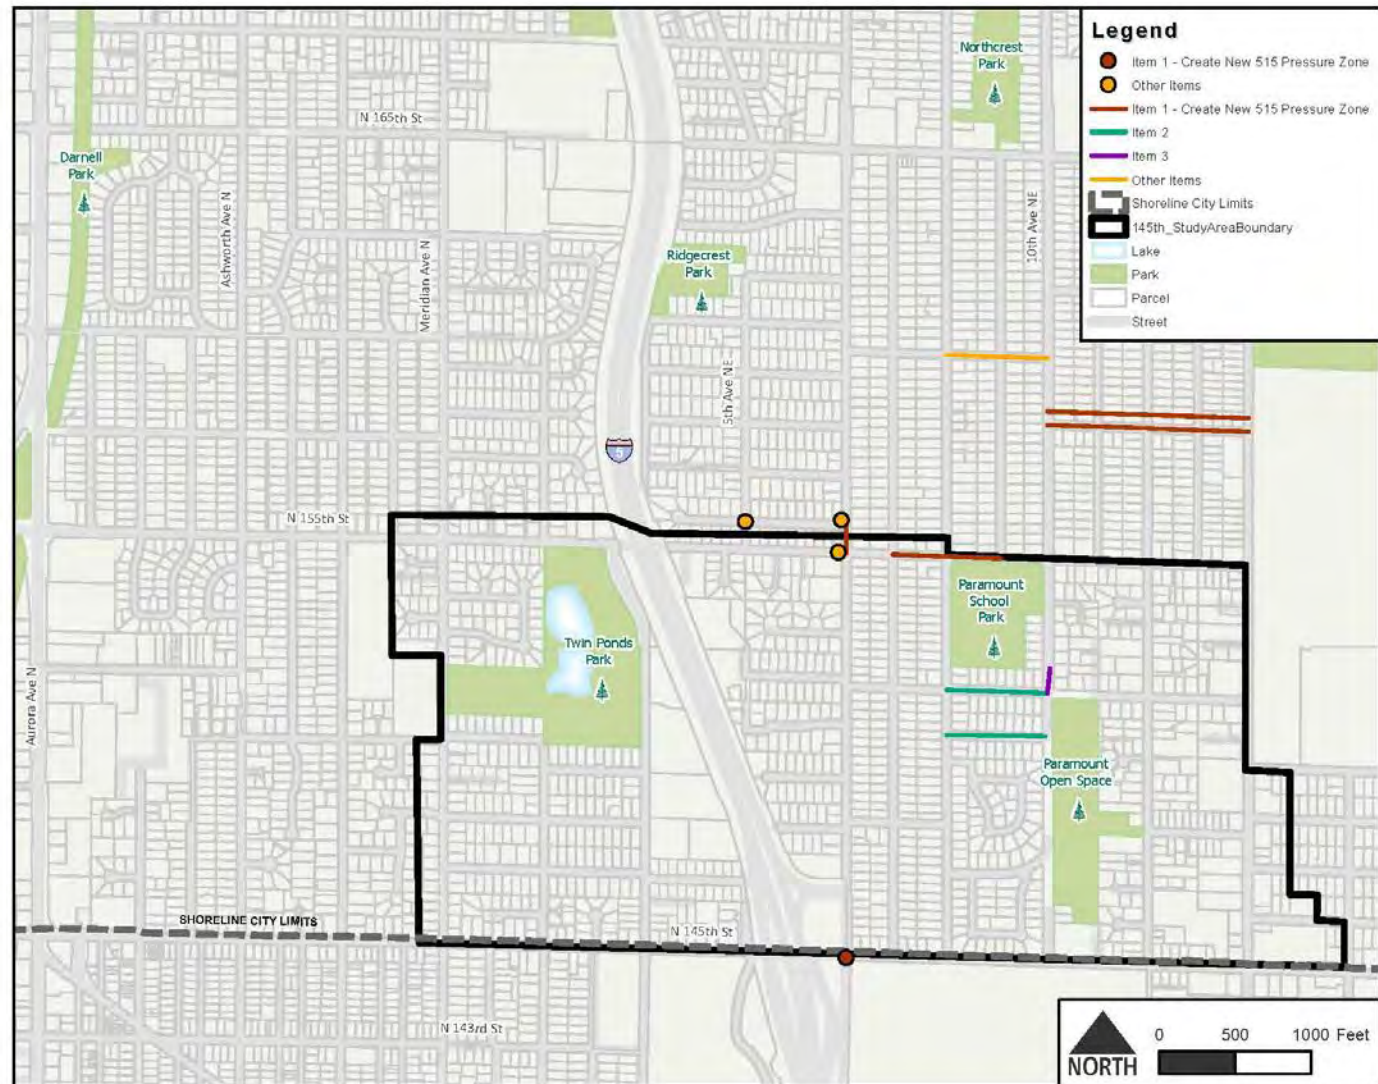 Legend
Item 1 - Create New 515 Pressure Zone
Other Items
Item 1 - Create New 515 Pressure Zone
Item 2
Item 3
Other Items
Shoreline City Limits
145th_StudyAreaBoundary
Lake
Park
Parcel
Street
Northcrest
Park
N 165th St
Darnell
Park
Ashworth Ave N
Meridian Ave N
10th Ave NE
Ridgecrest
Park
5th Ave NE
5
N 155th St
Paramount
School
Park
Twin Ponds
Park
Aurora Ave N
Paramount
Open Space
SHORELINE CITY LIMITS
N 145th St
N 143rd St
NORTH
0 500 1000 Feet